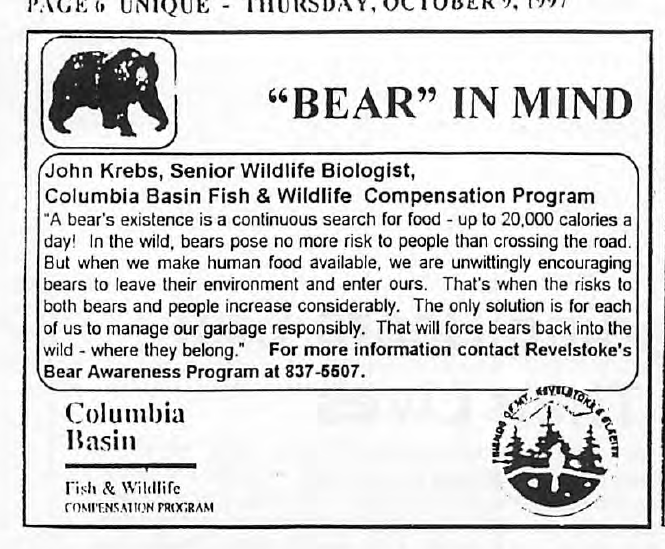 PAGE 6 UNIQUE - THURSDAY, OCTOBER 9, 1997
"BEAR" IN MIND
John Krebs, Senior Wildlife Biologist,
Columbia Basin Fish & Wildlife Compensation Program
"A bear's existence is a continuous search for food - up to 20,000 calories a
day! In the wild, bears pose no more risk to people than crossing the road.
But when we make human food available, we are unwittingly encouraging
bears to leave their environment and enter ours. That's when the risks to
both bears and people increase considerably. The only solution is for each
of us to manage our garbage responsibly. That will force bears back into the
wild - where they belong." For more information contact Revelstoke's
Bear Awareness Program at 837-5507.
Columbia
Basin
Fish & Wildlife
COMPENSATION PROGRAM
FRIENDS OF MT. REVELSTOKE & GLACIER